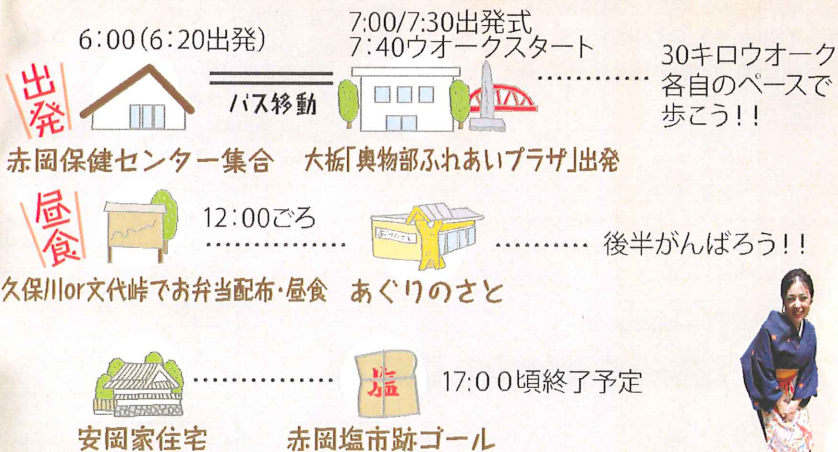 出発
6:00(6:20出発)
バス移動
7:00/7:30出発式
7:40ウオークスタート
30キロウオーク
各自のペースで
歩こう!!
赤岡保健センター集合
大栃「奥物部ふれあいプラザ」出発
昼食
12:00ごろ
あぐりのさと
後半がんばろう!!
久保川or文代峠でお弁当配布・昼食
あぐりのさと
塩
17:00頃終了予定
安岡家住宅
赤岡塩市跡ゴール